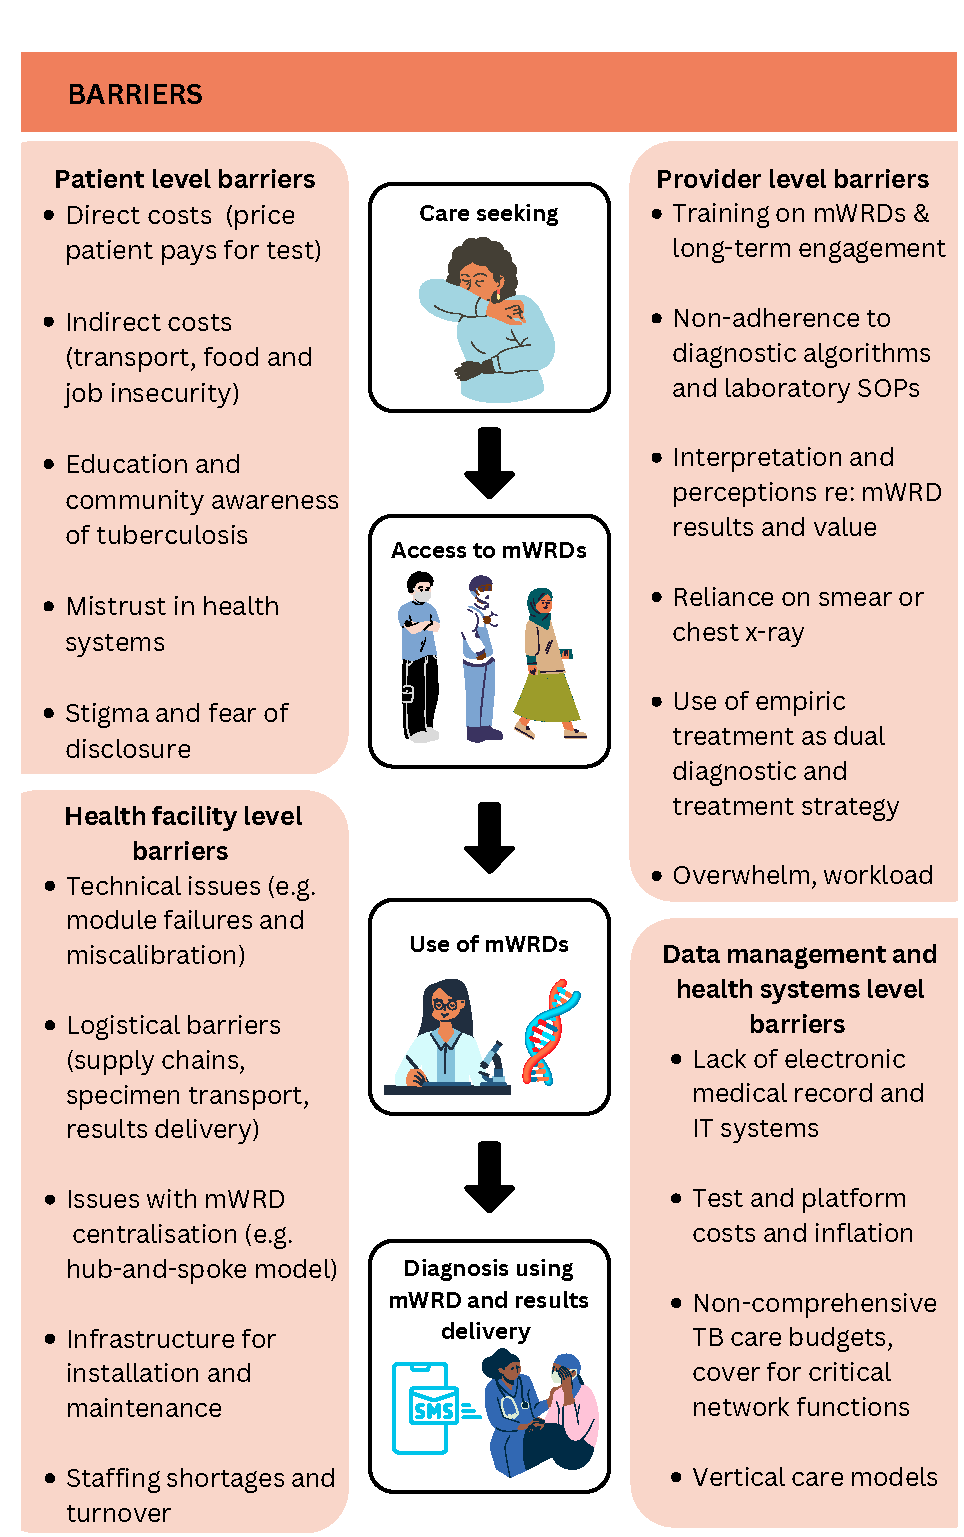 BARRIERS
Patient level barriers
• Direct costs (price
patient pays for test)
• Indirect costs
(transport, food and
job insecurity)
• Education and
community awareness
of tuberculosis
• Mistrust in health
systems
• Stigma and fear of
disclosure
Health facility level
barriers
• Technical issues (e.g.
module failures and
miscalibration)
• Logistical barriers
(supply chains,
specimen transport,
results delivery)
• Issues with mWRD
centralisation (e.g.
hub-and-spoke model)
• Infrastructure for
installation and
maintenance
• Staffing shortages and
turnover
Care seeking
Access to mWRDs
Use of mWRDs
Diagnosis using
mWRD and results
delivery
SMS
Provider level barriers
• Training on mWRDs &
long-term engagement
• Non-adherence to
diagnostic algorithms
and laboratory SOPs
• Interpretation and
perceptions re: mWRD
results and value
• Reliance on smear or
chest x-ray
• Use of empiric
treatment as dual
diagnostic and
treatment strategy
• Overwhelm, workload
Data management and
health systems level
barriers
• Lack of electronic
medical record and
IT systems
• Test and platform
costs and inflation
• Non-comprehensive
TB care budgets,
cover for critical
network functions
• Vertical care models